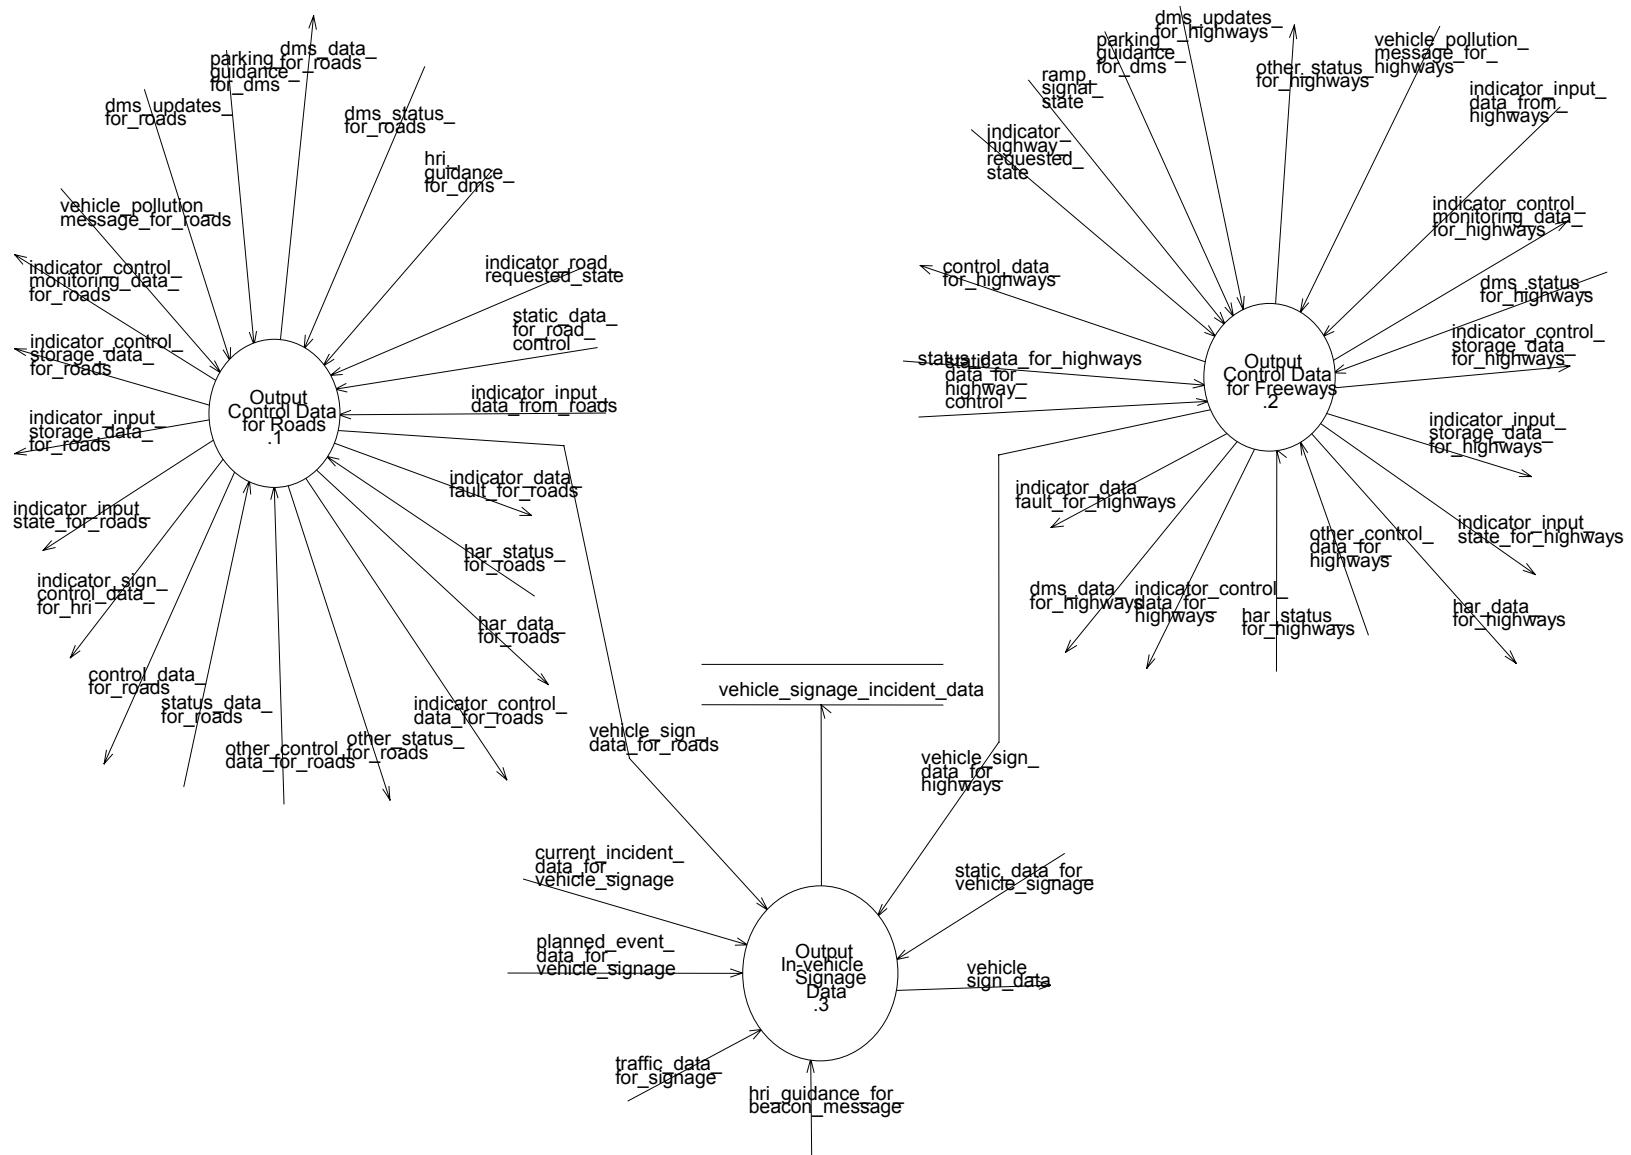 dms_data_
for_roads
parking_
guidance_
for_dms
dms_updates_
for_roads
dms_status_
for_roads
hri_
guidance_
for_dms
vehicle_pollution_
message_for_roads
indicator_control_
monitoring_data_
for_roads
indicator_road_
requested_state
static_data_
for_road_
control
indicator_control_
storage_data_
for_roads
indicator_input_
data_from_roads
Output
Control Data
for Roads
.1
indicator_input_
storage_data_
for_roads
indicator_data_
fault_for_roads
indicator_input_
state_for_roads
har_status_
for_roads
indicator_sign_
control_data_
for_hri
har_data_
for_roads
control_data_
for_roads
status_data_
for_roads
other_control_
data_for_roads
other_status_
for_roads
indicator_control_
data_for_roads
vehicle_sign_
data_for_roads
dms_updates_
for_highways
parking_
guidance_
for_dms
ramp_
signal_
state
indicator_
highway_
requested_
state
other_status_
for_highways
vehicle_pollution_
message_for_
highways
indicator_input_
data_from_
highways
indicator_control_
monitoring_data_
for_highways
control_data_
for_highways
dms_status_
for_highways
status_data_for_highways
static_
data_for_
highway_
control
Output
Control Data
for Freeways
.2
indicator_control_
storage_data_
for_highways
indicator_input_
storage_data_
for_highways
indicator_data_
fault_for_highways
indicator_input_
state_for_highways
other_control_
data_for_
highways
dms_data_
for_highways
indicator_control_
data_for_
highways
har_status_
for_highways
har_data_
for_highways
vehicle_signage_incident_data
vehicle_sign_
data_for_
highways
current_incident_
data_for_
vehicle_signage
static_data_for_
vehicle_signage
planned_event_
data_for_
vehicle_signage
Output
In-vehicle
Signage
Data
.3
vehicle_
sign_data
traffic_data_
for_signage
hri_guidance_for_
beacon_message